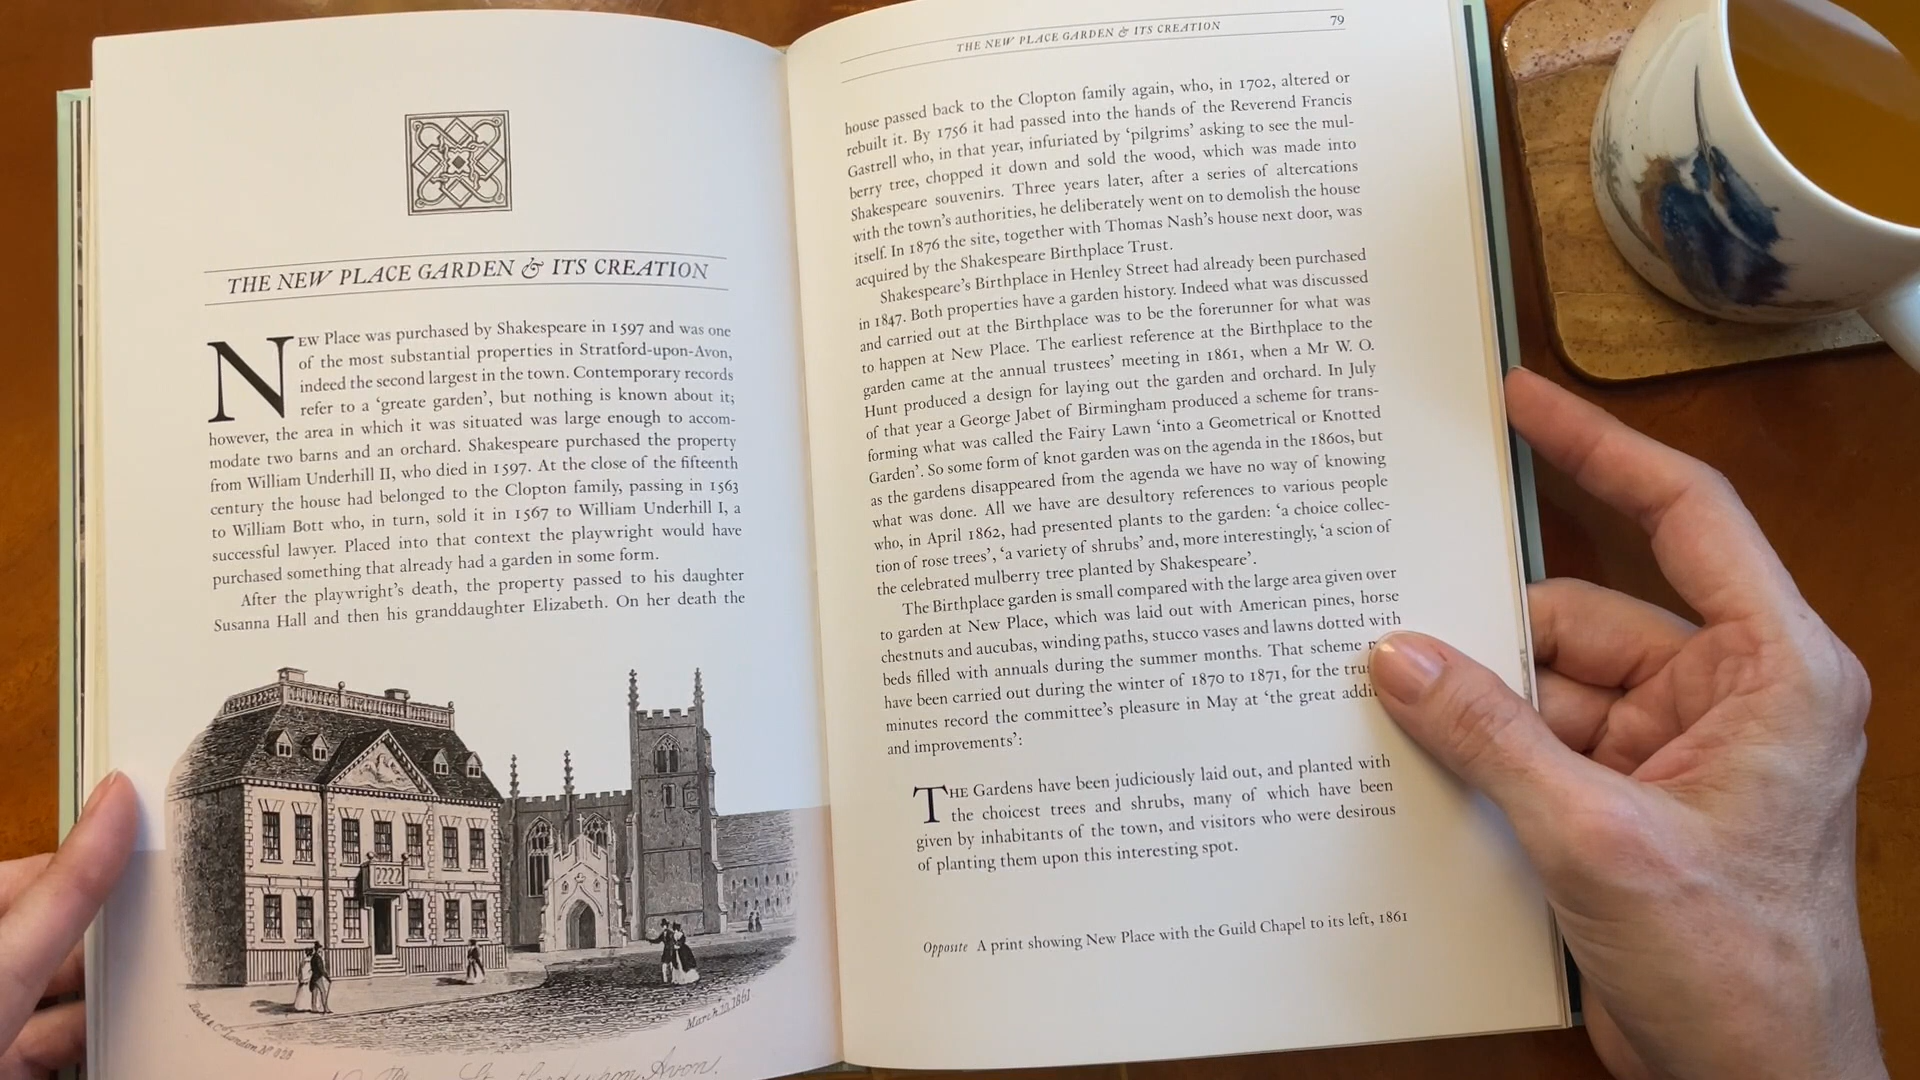 THE NEW PLACE GARDEN & ITS CREATION
NEW Place was purchased by Shakespeare in 1597 and was one
of the most substantial properties in Stratford-upon-Avon,
indeed the second largest in the town. Contemporary records
refer to a ‘greate garden’, but nothing is known about it;
however, the area in which it was situated was large enough to accom-
modate two barns and an orchard. Shakespeare purchased the property
from William Underhill II, who died in 1597. At the close of the fifteenth
century the house had belonged to the Clopton family, passing in 1563
to William Bott who, in turn, sold it in 1567 to William Underhill I, a
successful lawyer. Placed into that context the playwright would have
purchased something that already had a garden in some form.
After the playwright’s death, the property passed to his daughter
Susanna Hall and then his granddaughter Elizabeth. On her death the
Rock & Co. London No 828
March 20, 1861
Avon.
THE NEW PLACE GARDEN & ITS CREATION
79
house passed back to the Clopton family again, who, in 1702, altered or
rebuilt it. By 1756 it had passed into the hands of the Reverend Francis
Gastrell who, in that year, infuriated by ‘pilgrims’ asking to see the mul-
berry tree, chopped it down and sold the wood, which was made into
Shakespeare souvenirs. Three years later, after a series of altercations
with the town’s authorities, he deliberately went on to demolish the house
itself. In 1876 the site, together with Thomas Nash’s house next door, was
acquired by the Shakespeare Birthplace Trust.
Shakespeare’s Birthplace in Henley Street had already been purchased
in 1847. Both properties have a garden history. Indeed what was discussed
and carried out at the Birthplace was to be the forerunner for what was
to happen at New Place. The earliest reference at the Birthplace to the
garden came at the annual trustees’ meeting in 1861, when a Mr W. O.
Hunt produced a design for laying out the garden and orchard. In July
of that year a George Jabet of Birmingham produced a scheme for trans-
forming what was called the Fairy Lawn ‘into a Geometrical or Knotted
Garden’. So some form of knot garden was on the agenda in the 1860s, but
as the gardens disappeared from the agenda we have no way of knowing
what was done. All we have are desultory references to various people
who, in April 1862, had presented plants to the garden: ‘a choice collec-
tion of rose trees’, ‘a variety of shrubs’ and, more interestingly, ‘a scion of
the celebrated mulberry tree planted by Shakespeare’.
The Birthplace garden is small compared with the large area given over
to garden at New Place, which was laid out with American pines, horse
chestnuts and aucubas, winding paths, stucco vases and lawns dotted with
beds filled with annuals during the summer months. That scheme
have been carried out during the winter of 1870 to 1871, for the
minutes record the committee’s pleasure in May at ‘the great
and improvements’:
THE Gardens have been judiciously laid out, and planted with
the choicest trees and shrubs, many of which have been
given by inhabitants of the town, and visitors who were desirous
of planting them upon this interesting spot.
Opposite A print showing New Place with the Guild Chapel to its left, 1861